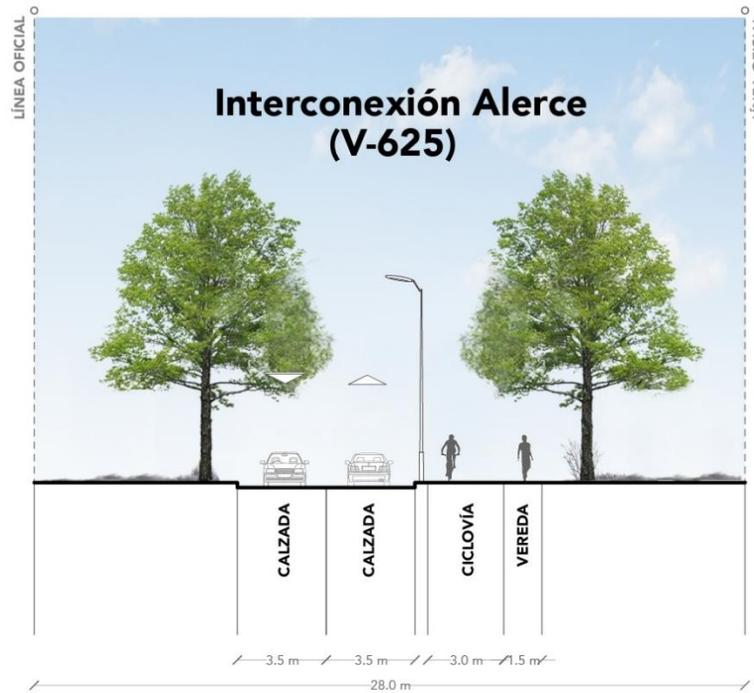 LÍNEA OFICIAL
Interconexión Alerce
(V-625)
CALZADA
CALZADA
CICLOVÍA
VEREDA
3.5 m
3.5 m
3.0 m
1.5 m
28.0 m